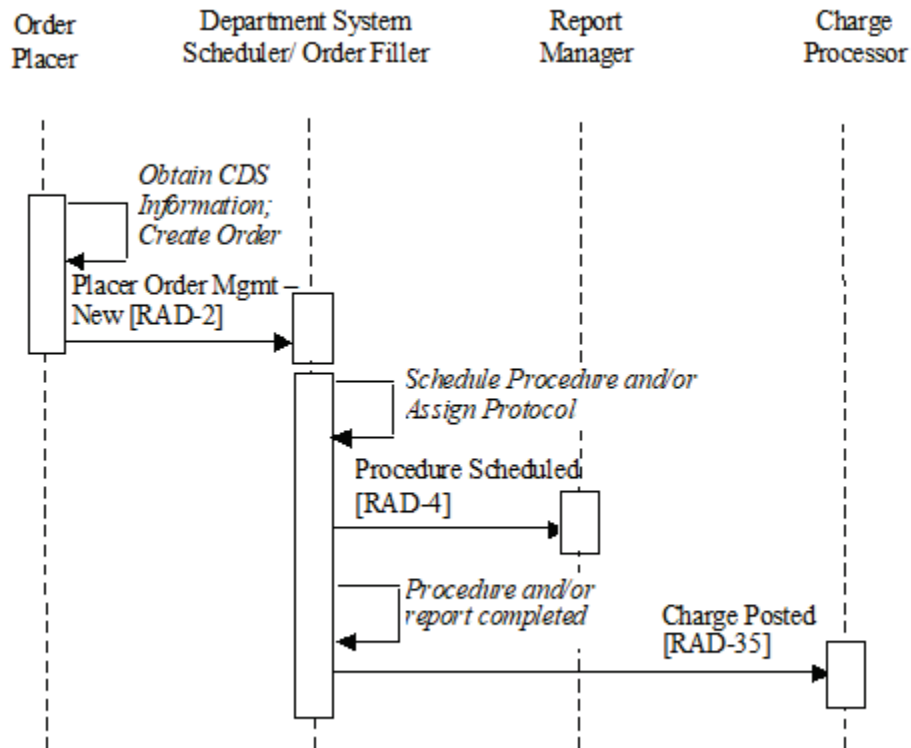 Order
Placer
Department System
Scheduler/ Order Filler
Report
Manager
Charge
Processor
Obtain CDS
Information;
Create Order
Placer Order Mgmt –
New [RAD-2]
Schedule Procedure and/or
Assign Protocol
Procedure Scheduled
[RAD-4]
Procedure and/or
report completed
Charge Posted
[RAD-35]